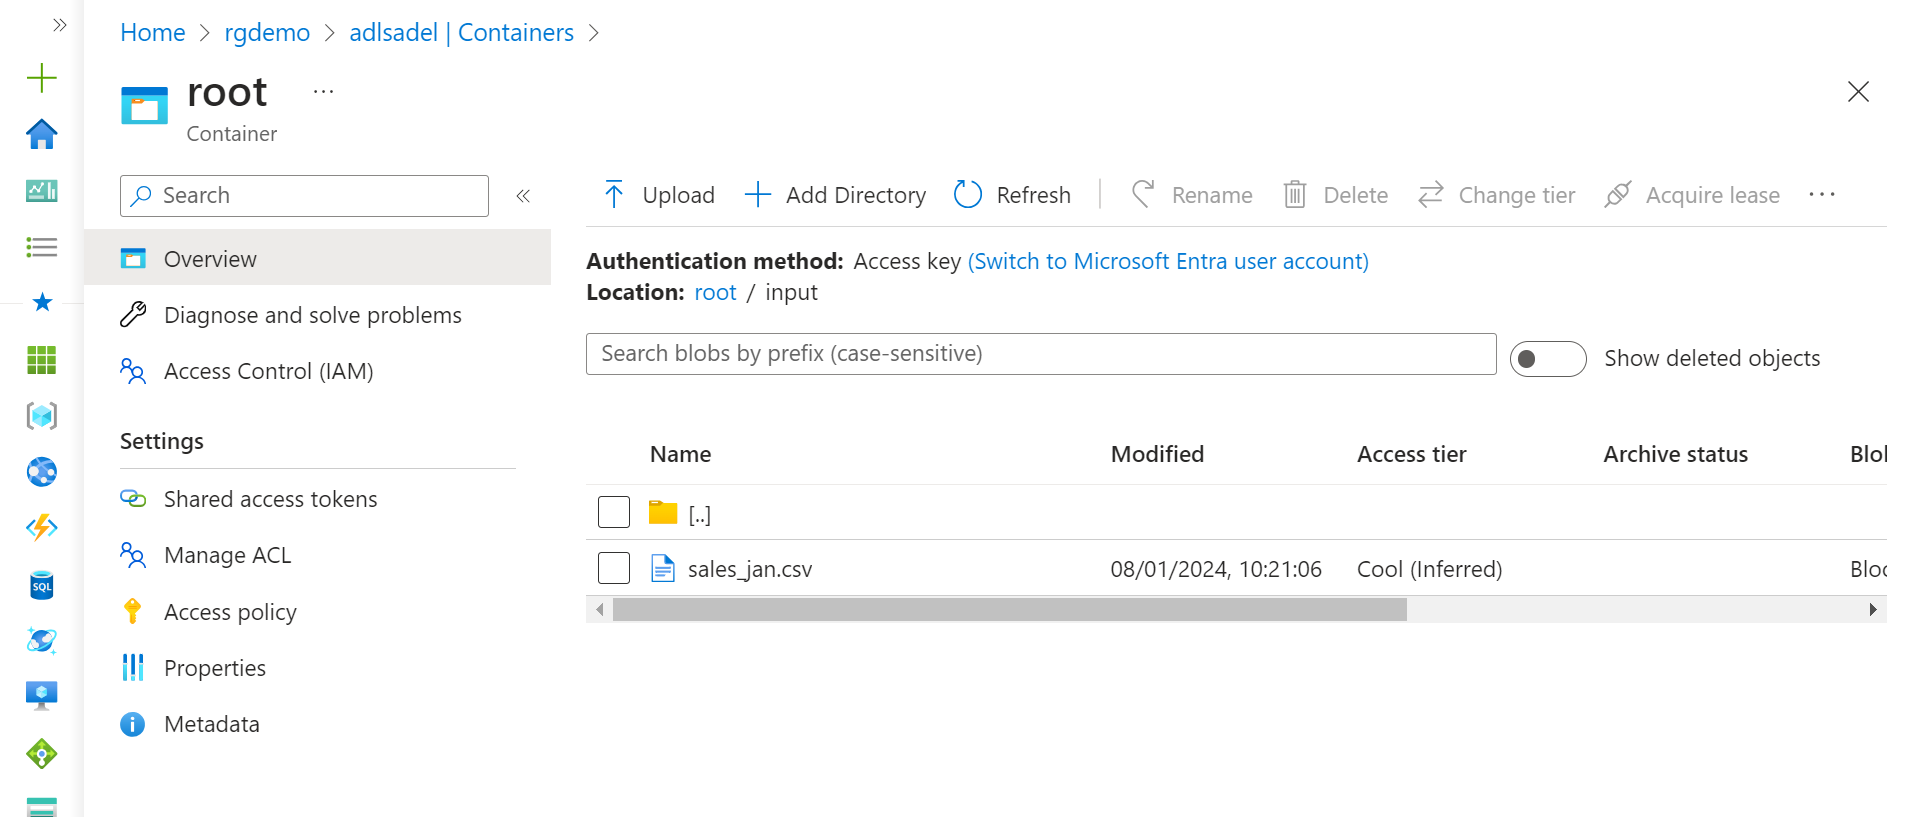 Home > rgdemo > adlsadel | Containers >
root ...
Container
Search
Overview
Diagnose and solve problems
Access Control (IAM)
Settings
Shared access tokens
Manage ACL
Access policy
Properties
Metadata
Upload Add Directory Refresh Rename Delete Change tier Acquire lease ...
Authentication method: Access key (Switch to Microsoft Entra user account)
Location: root / input
Search blobs by prefix (case-sensitive) Show deleted objects
Name Modified Access tier Archive status
[..]
sales_jan.csv 08/01/2024, 10:21:06 Cool (Inferred)
SQL